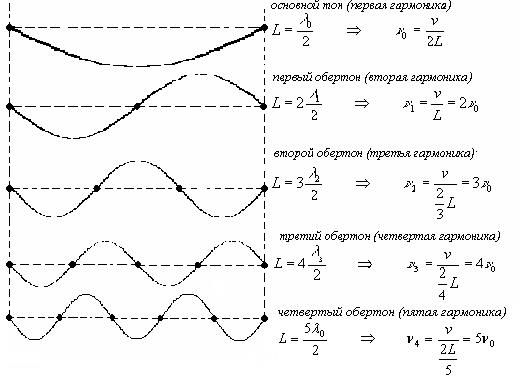 основной тон (первая гармоника)
L = λ₀/2 ⇒ ν₀ = v/2L
первый обертон (вторая гармоника)
L = 2 λ₁/2 ⇒ ν₁ = v/L = 2ν₀
второй обертон (третья гармоника):
L = 3 λ₂/2 ⇒ ν₂ = v/(2/3 L) = 3ν₀
третий обертон (четвертая гармоника)
L = 4 λ₃/2 ⇒ ν₃ = v/(2/4 L) = 4ν₀
четвертый обертон (пятая гармоника)
L = 5λ₀/2 ⇒ ν₄ = v/(2L/5) = 5ν₀